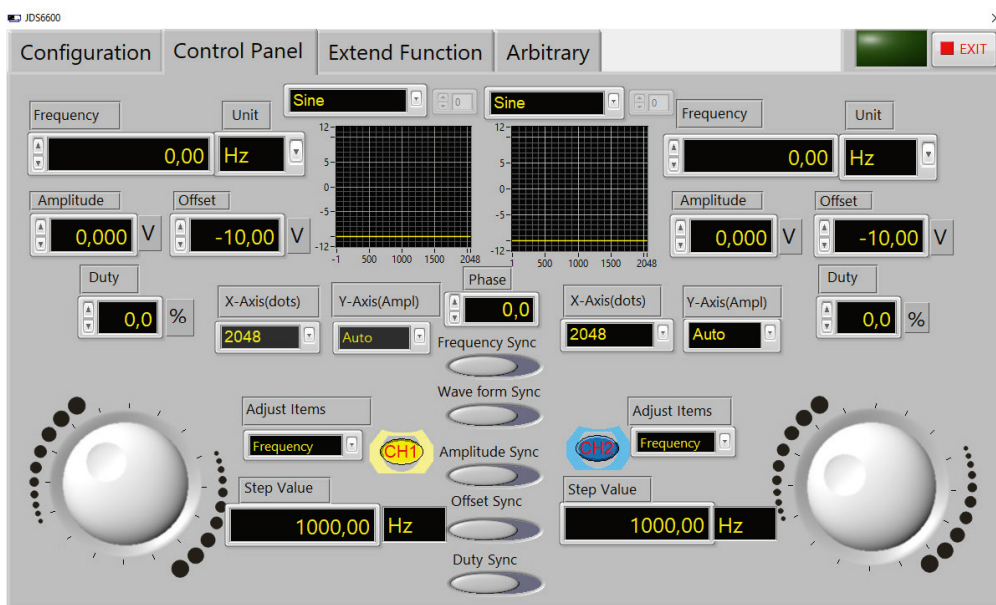 JDS6600
Configuration Control Panel Extend Function Arbitrary EXIT
Sine 0 Sine 0
Frequency Unit Frequency Unit
0,00 Hz 0,00 Hz
12 5 0 -5 -12
-1 500 1000 1500 2048
12 5 0 -5 -12
1 500 1000 1500 2048
Amplitude Offset Amplitude Offset
0,000 V -10,00 V 0,000 V -10,00 V
Duty Phase Duty
0,0 % 0,0 0,0 %
X-Axis(dots) Y-Axis(Ampl) X-Axis(dots) Y-Axis(Ampl)
2048 Auto 2048 Auto
Frequency Sync
Wave form Sync
Adjust Items Adjust Items
Frequency CH1 Amplitude Sync CH2 Frequency
Step Value Offset Sync Step Value
1000,00 Hz 1000,00 Hz
Duty Sync